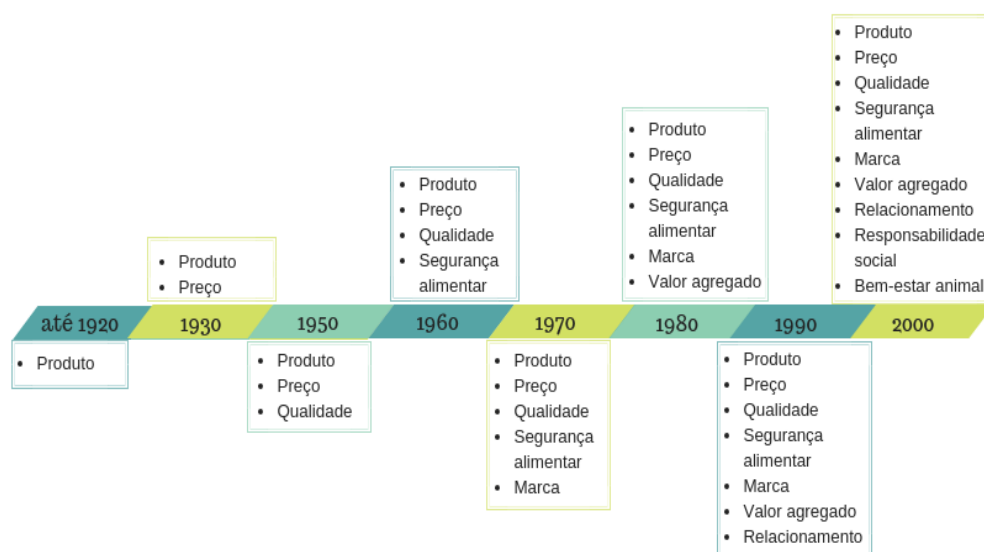 até 1920
• Produto
1930
• Produto
• Preço
1950
• Produto
• Preço
• Qualidade
1960
• Produto
• Preço
• Qualidade
• Segurança
alimentar
1970
• Produto
• Preço
• Qualidade
• Segurança
alimentar
• Marca
1980
• Produto
• Preço
• Qualidade
• Segurança
alimentar
• Marca
• Valor agregado
1990
• Produto
• Preço
• Qualidade
• Segurança
alimentar
• Marca
• Valor agregado
• Relacionamento
2000
• Produto
• Preço
• Qualidade
• Segurança
alimentar
• Marca
• Valor agregado
• Relacionamento
• Responsabilidade
social
• Bem-estar animal